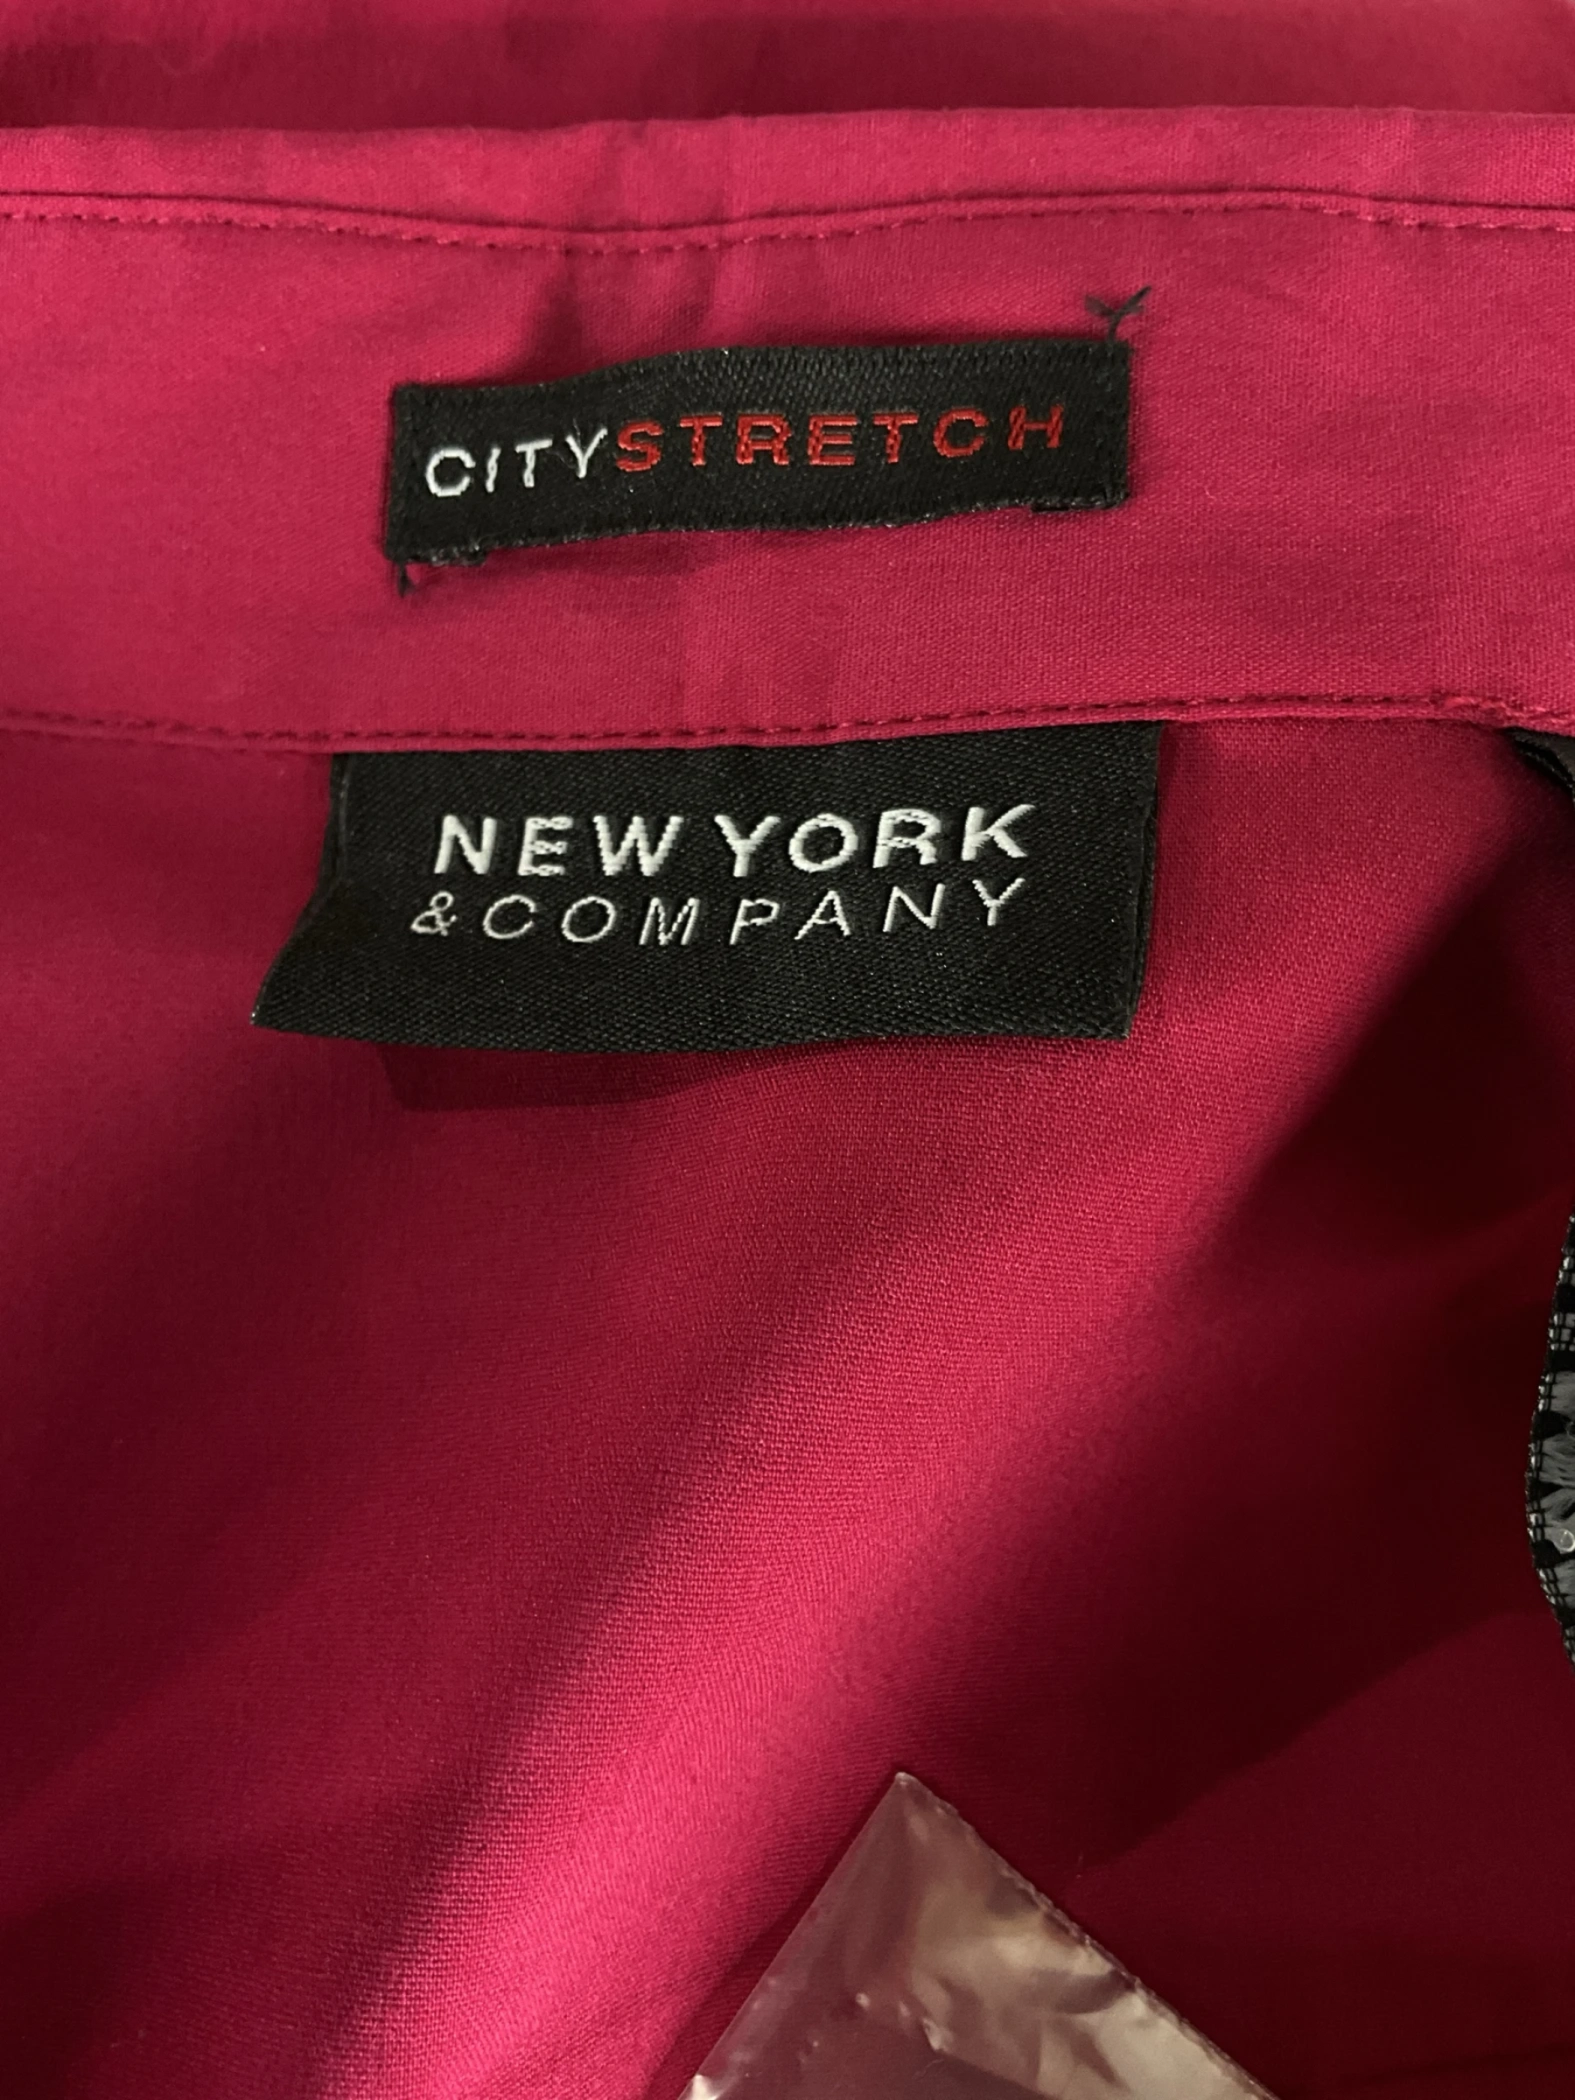 CITYSTRETCH
NEW YORK
& COMPANY